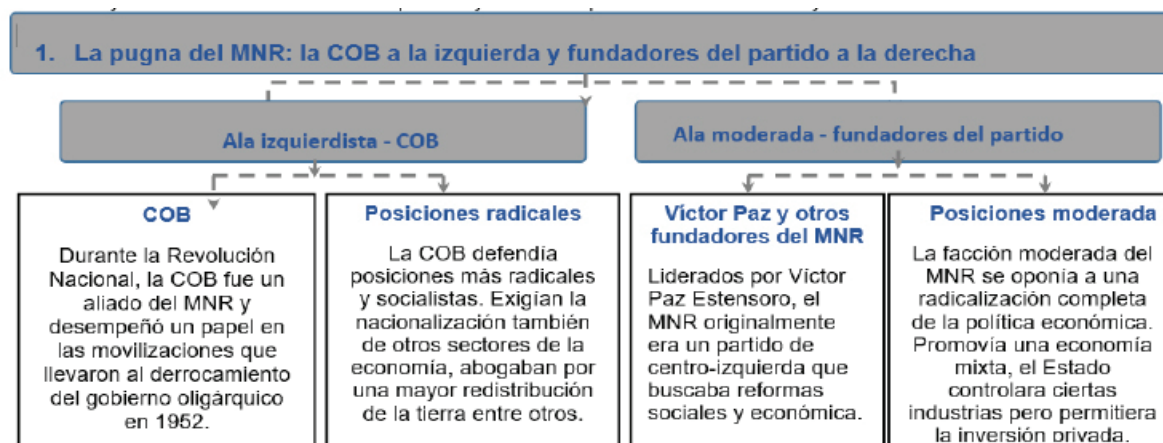 1. La pugna del MNR: la COB a la izquierda y fundadores del partido a la derecha
Ala izquierdista - COB
Ala moderada - fundadores del partido
COB
Durante la Revolución
Nacional, la COB fue un
aliado del MNR y
desempeñó un papel en
las movilizaciones que
llevaron al derrocamiento
del gobierno oligárquico
en 1952.
Posiciones radicales
La COB defendía
posiciones más radicales
y socialistas. Exigían la
nacionalización también
de otros sectores de la
economía, abogaban por
una mayor redistribución
de la tierra entre otros.
Víctor Paz y otros
fundadores del MNR
Liderados por Víctor
Paz Estensoro, el
MNR originalmente
era un partido de
centro-izquierda que
buscaba reformas
sociales y económica.
Posiciones moderada
La facción moderada del
MNR se oponía a una
radicalización completa
de la política económica.
Promovía una economía
mixta, el Estado
controlara ciertas
industrias pero permitiera
la inversión privada.